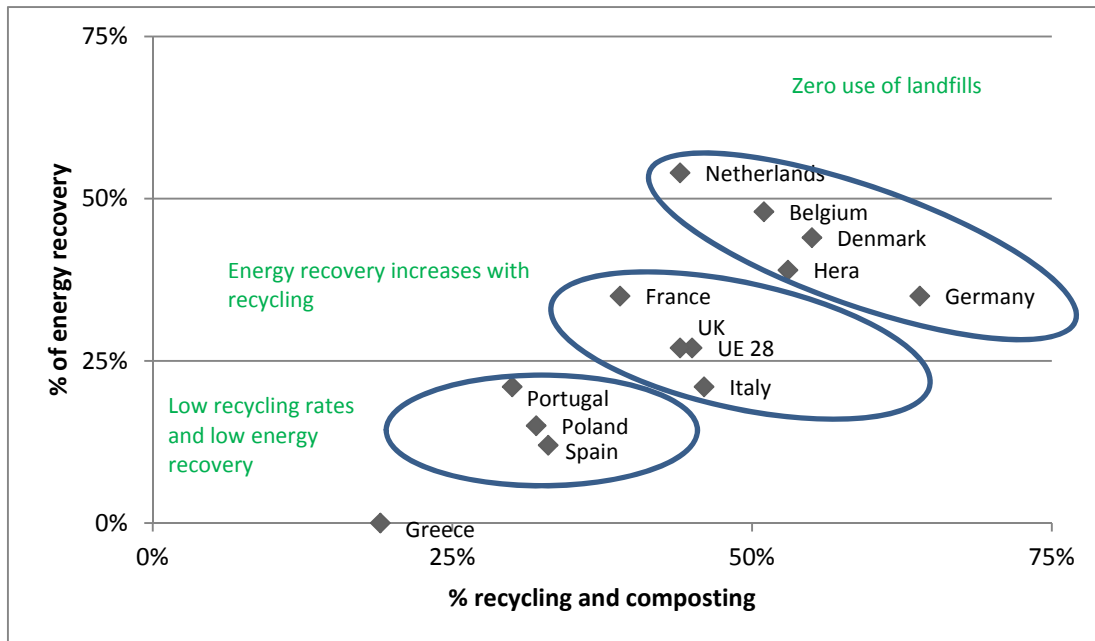 75%
Zero use of landfills
% of energy recovery
Netherlands
50%
Belgium
Denmark
Energy recovery increases with
recycling
Hera
France
Germany
UK
UE 28
25%
Italy
Low recycling rates
and low energy
recovery
Portugal
Poland
Spain
0%
Greece
0%
25%
50%
75%
% recycling and composting